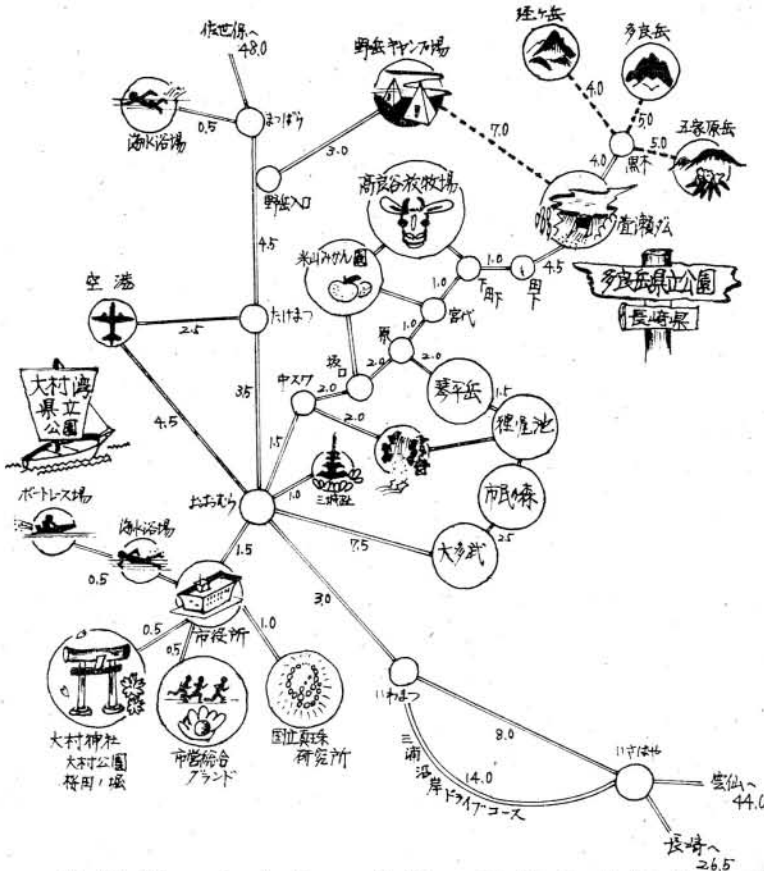 佐世保へ
48.0
野岳キャンプ場
経ヶ岳
多良岳
4.0
5.0
五家原岳
5.0
海水浴場
0.5
まつばら
3.0
7.0
4.0
黒木
野岳入口
高良谷放牧場
萱瀬ダム
4.5
米山みかん園
1.0
4.5
1.0
下田下
田下
多良岳県立公園
長崎県
空港
2.5
たけまつ
1.0
宮代
原
坂口
2.4
2.0
琴平岳
1.5
大村湾
県立
公園
4.5
3.5
中スワ
2.0
2.0
1.5
狸尾池
三城社
1.0
市民の森
ボートレース場
おおむら
2.5
海水浴場
7.5
大多武
0.5
1.5
3.0
市役所
0.5
0.5
1.0
いわまつ
大村神社
大村公園
桜田ノ堀
市営総合
グランド
国立真珠
研究所
8.0
いさはや
14.0
三浦沿岸ドライブコース
雲仙へ
44.0
長崎へ
26.5